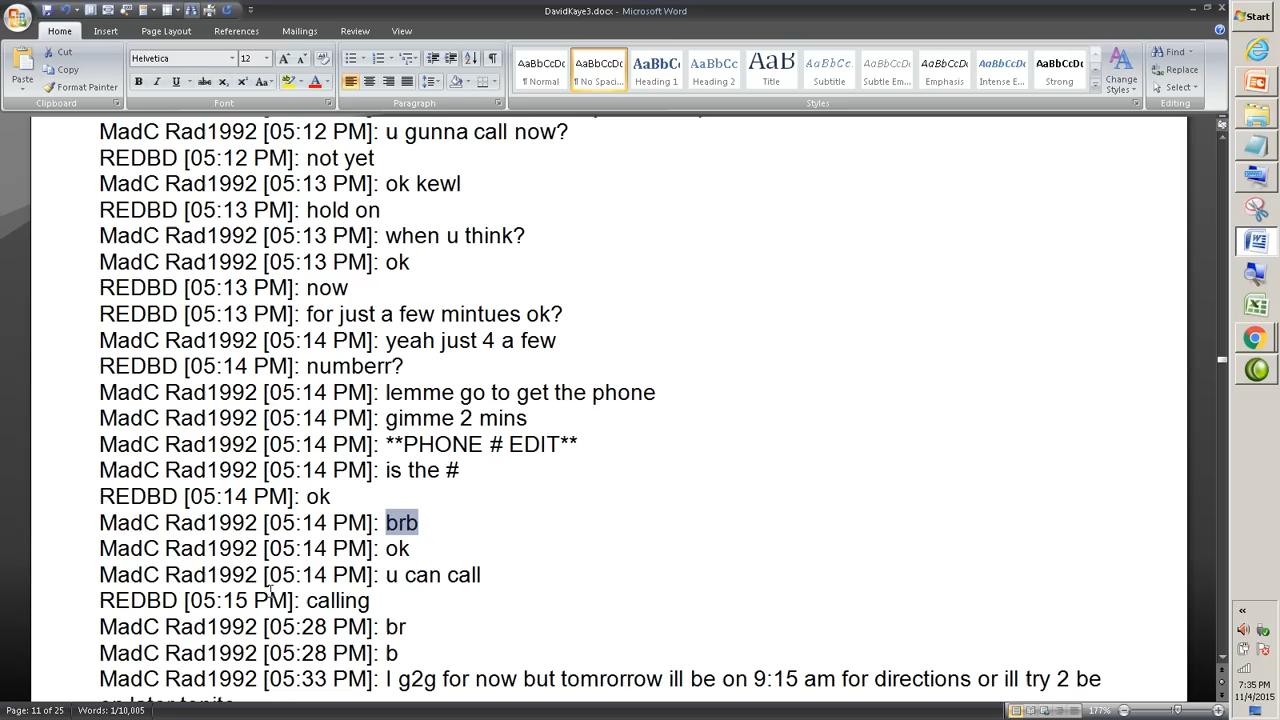 DavidKaye3.docx - Microsoft Word
Start
Home Insert Page Layout References Mailings Review View
Cut
Copy
Format Painter
Paste
Clipboard
Helvetica 12
Font
Paragraph
AaBbCcDc ¶ Normal
AaBbCcDc ¶ No Spaci...
AaBbC Heading 1
AaBbCc Heading 2
AaB Title
AaBbCc Subtitle
AaBbCcDc Subtle Em...
AaBbCcDc Emphasis
AaBbCcDc Intense E...
AaBbCcDc Strong
Change Styles
Styles
Find
Replace
Select
Editing
MadC Rad1992 [05:12 PM]: u gunna call now?
REDBD [05:12 PM]: not yet
MadC Rad1992 [05:13 PM]: ok kewl
REDBD [05:13 PM]: hold on
MadC Rad1992 [05:13 PM]: when u think?
MadC Rad1992 [05:13 PM]: ok
REDBD [05:13 PM]: now
REDBD [05:13 PM]: for just a few mintues ok?
MadC Rad1992 [05:14 PM]: yeah just 4 a few
REDBD [05:14 PM]: numberr?
MadC Rad1992 [05:14 PM]: lemme go to get the phone
MadC Rad1992 [05:14 PM]: gimme 2 mins
MadC Rad1992 [05:14 PM]: **PHONE # EDIT**
MadC Rad1992 [05:14 PM]: is the #
REDBD [05:14 PM]: ok
MadC Rad1992 [05:14 PM]: brb
MadC Rad1992 [05:14 PM]: ok
MadC Rad1992 [05:14 PM]: u can call
REDBD [05:15 PM]: calling
MadC Rad1992 [05:28 PM]: br
MadC Rad1992 [05:28 PM]: b
MadC Rad1992 [05:33 PM]: I g2g for now but tomrorrow ill be on 9:15 am for directions or ill try 2 be
on later tonite
Page: 11 of 25 Words: 1/10,005
177%
7:35 PM
11/4/2015